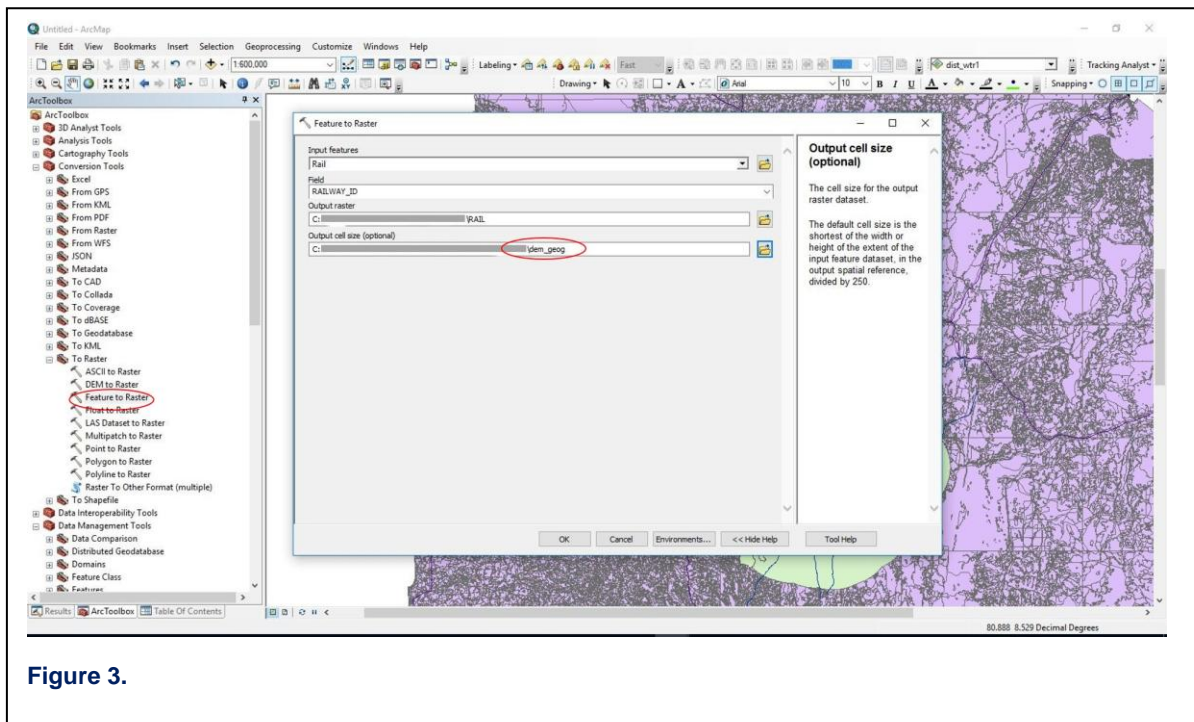 Untitled - ArcMap
File Edit View Bookmarks Insert Selection Geoprocessing Customize Windows Help
1:600,000
Labeling
Fast
dist_wtr1
Tracking Analyst
Drawing
A
Arial
10
B I U A
Snapping
ArcToolbox
ArcToolbox
3D Analyst Tools
Analysis Tools
Cartography Tools
Conversion Tools
Excel
From GPS
From KML
From PDF
From Raster
From WFS
JSON
Metadata
To CAD
To Collada
To Coverage
To dBASE
To Geodatabase
To KML
To Raster
ASCII to Raster
DEM to Raster
Feature to Raster
Float to Raster
LAS Dataset to Raster
Multipatch to Raster
Point to Raster
Polygon to Raster
Polyline to Raster
Raster To Other Format (multiple)
To Shapefile
Data Interoperability Tools
Data Management Tools
Data Comparison
Distributed Geodatabase
Domains
Feature Class
Features
Results ArcToolbox Table Of Contents
Feature to Raster
Input features
Rail
Field
RAILWAY_ID
Output raster
C: \RAIL
Output cell size (optional)
C: \dem_geog
OK Cancel Environments... << Hide Help Tool Help
Output cell size
(optional)
The cell size for the output
raster dataset.
The default cell size is the
shortest of the width or
height of the extent of the
input feature dataset, in the
output spatial reference,
divided by 250.
80.888 8.529 Decimal Degrees
Figure 3.